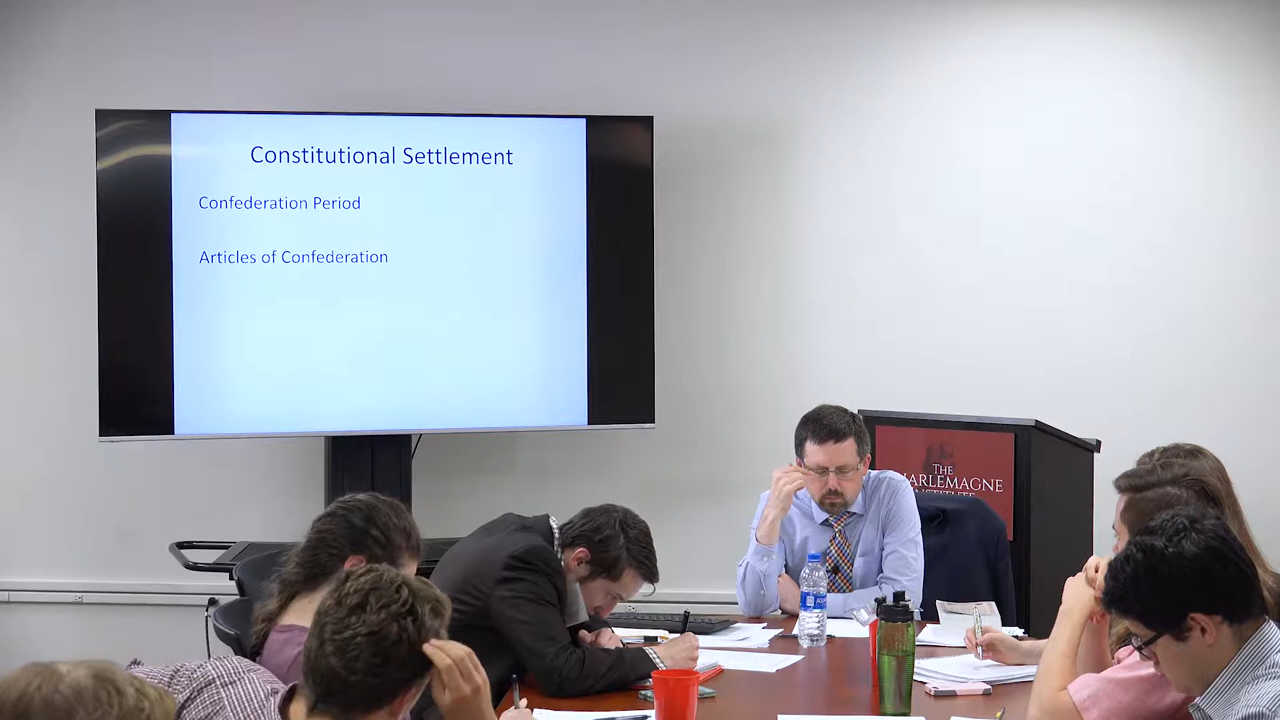 Constitutional Settlement
Confederation Period
Articles of Confederation
THE
HARLEMAGNE